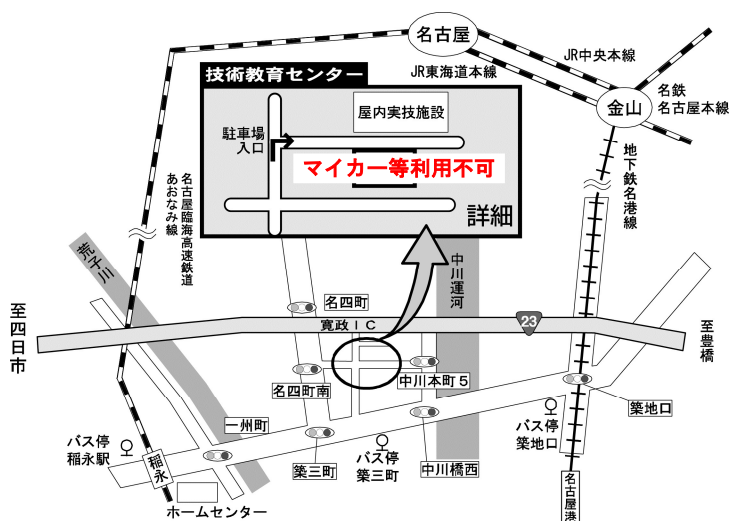 名古屋
JR中央本線
JR東海道本線
金山
名鉄
名古屋本線
技術教育センター
屋内実技施設
駐車場
入口
マイカー等利用不可
詳細
地下鉄名港線
名古屋臨海高速鉄道
あおなみ線
荒子川
中川運河
至四日市
名四町
寛政IC
23
至豊橋
名四町南
中川本町5
一州町
築地口
バス停
稲永駅
稲永
築三町
バス停
築三町
中川橋西
バス停
築地口
ホームセンター
名古屋港